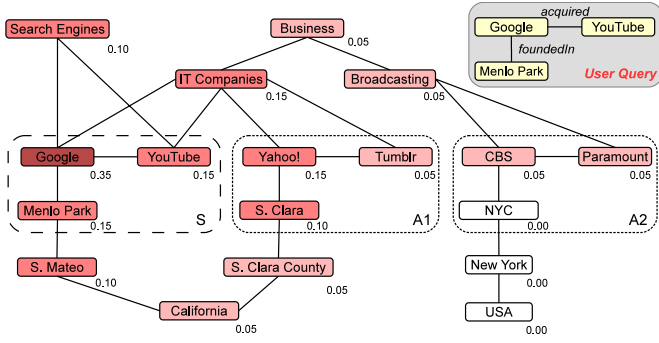 Search Engines
0.10
Business
0.05
acquired
Google
YouTube
foundedIn
Menlo Park
User Query
IT Companies
0.15
Broadcasting
0.05
Google
0.35
YouTube
0.15
Yahoo!
0.15
Tumblr
0.05
CBS
0.05
Paramount
0.05
Menlo Park
0.15
S
S. Clara
0.10
A1
NYC
0.00
A2
S. Mateo
0.10
S. Clara County
0.05
New York
0.00
California
0.05
USA
0.00